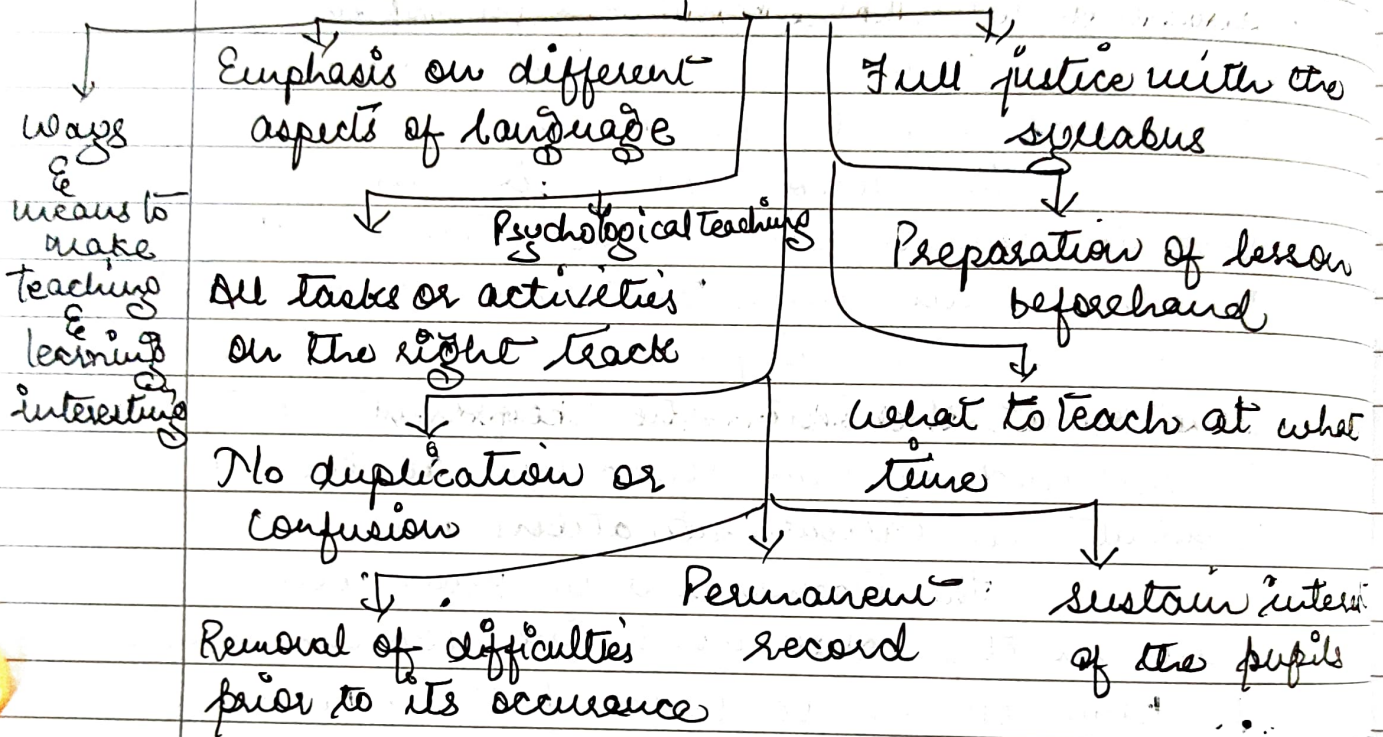 Ways
&
means to
make
teaching
&
learning
interesting
Emphasis on different
aspects of language
Full justice with the
syllabus
Psychological teaching
Preparation of lesson
beforehand
All tasks or activities
on the right track
What to teach at what
time
No duplication or
confusion
Removal of difficulties
prior to its occurance
Permanent
record
sustain interest
of the pupils